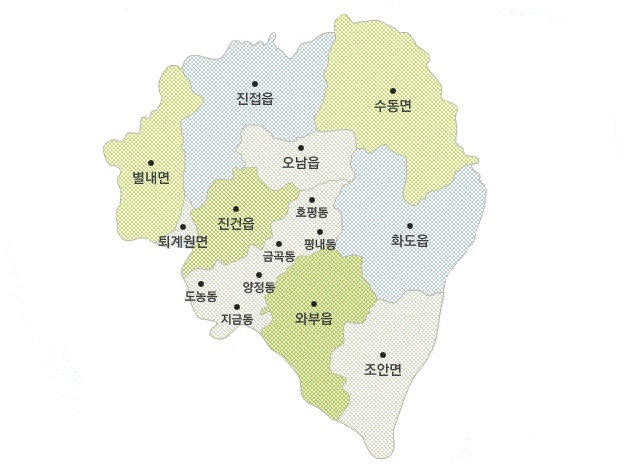 진접읍
수동면
오남읍
별내면
호평동
진건읍
퇴계원면
평내동
화도읍
금곡동
양정동
도농동
지금동
와부읍
조안면